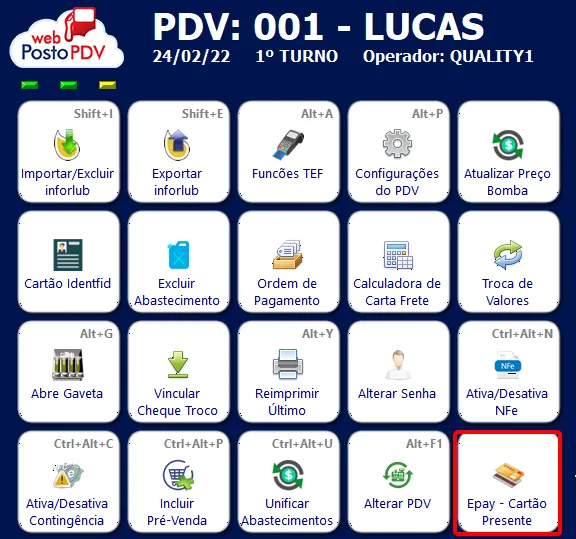 web
PostoPDV
PDV: 001 - LUCAS
24/02/22 1º TURNO Operador: QUALITY1
Shift+I
Importar/Excluir
inforlub
Shift+E
Exportar
inforlub
Alt+A
Funcões TEF
Alt+P
Configurações
do PDV
Atualizar Preço
Bomba
Cartão Identfid
Excluir
Abastecimento
Ordem de
Pagamento
Calculadora de
Carta Frete
Troca de
Valores
Alt+G
Abre Gaveta
Vincular
Cheque Troco
Alt+Y
Reimprimir
Último
Alterar Senha
Ctrl+Alt+N
NFe
Ativa/Desativa
NFe
Ctrl+Alt+C
Ativa/Desativa
Contingência
Ctrl+Alt+P
Incluir
Pré-Venda
Ctrl+Alt+U
Unificar
Abastecimentos
Alt+F1
Alterar PDV
Epay - Cartão
Presente